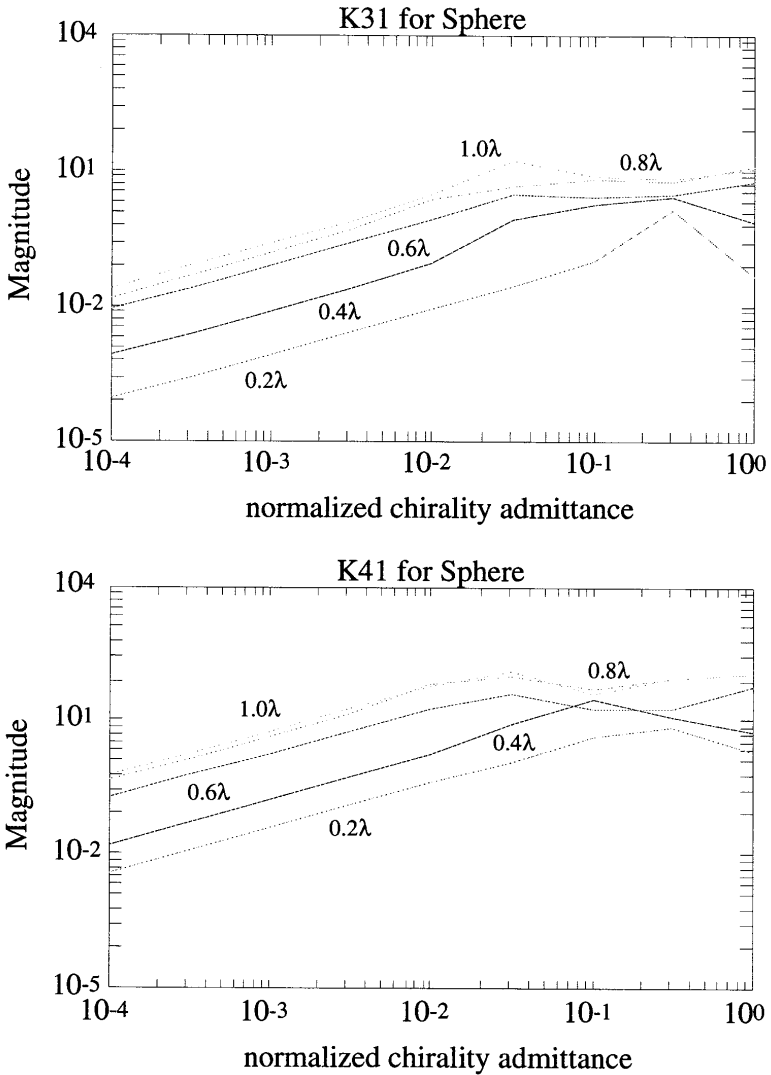 K31 for Sphere
10^4
10^1
10^-2
10^-5
Magnitude
1.0λ
0.8λ
0.6λ
0.4λ
0.2λ
10^-4 10^-3 10^-2 10^-1 10^0
normalized chirality admittance
K41 for Sphere
10^4
10^1
10^-2
10^-5
Magnitude
0.8λ
1.0λ
0.4λ
0.6λ
0.2λ
10^-4 10^-3 10^-2 10^-1 10^0
normalized chirality admittance